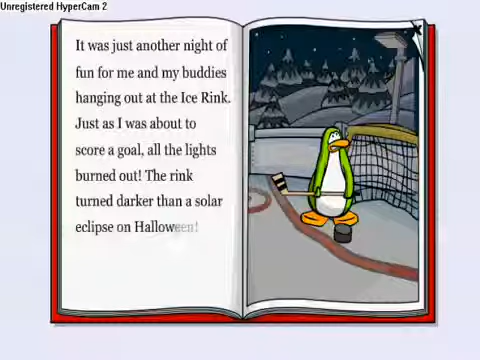 Unregistered HyperCam 2
It was just another night of
fun for me and my buddies
hanging out at the Ice Rink.
Just as I was about to
score a goal, all the lights
burned out! The rink
turned darker than a solar
eclipse on Halloween!